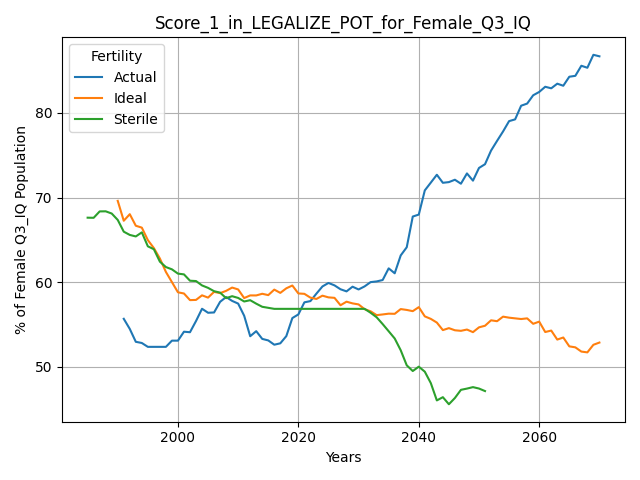 Score_1_in_LEGALIZE_POT_for_Female_Q3_IQ
Fertility
Actual
Ideal
Sterile
% of Female Q3_IQ Population
80
70
60
50
2000
2020
2040
2060
Years